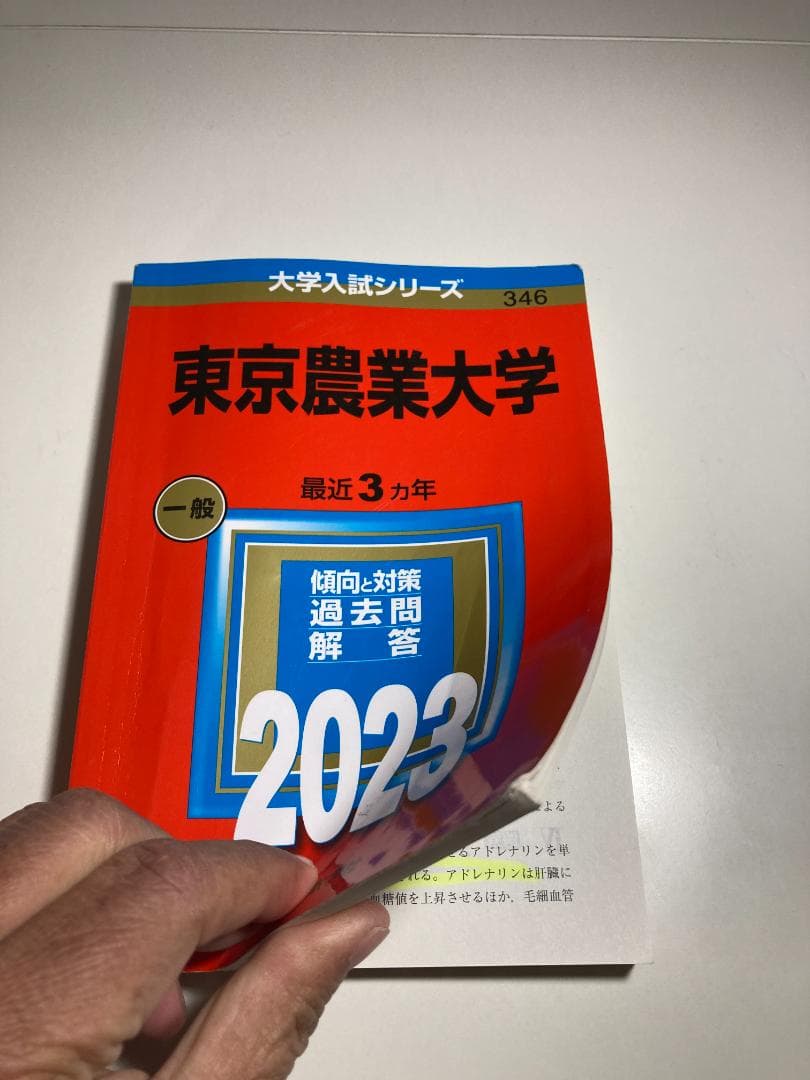 大学入試シリーズ
346
東京農業大学
最近3ヵ年
一般
傾向と対策
過去問
解答
2023
よる
るアドレナリンを単
れる。アドレナリンは肝臓に
血糖値を上昇させるほか，毛細血管